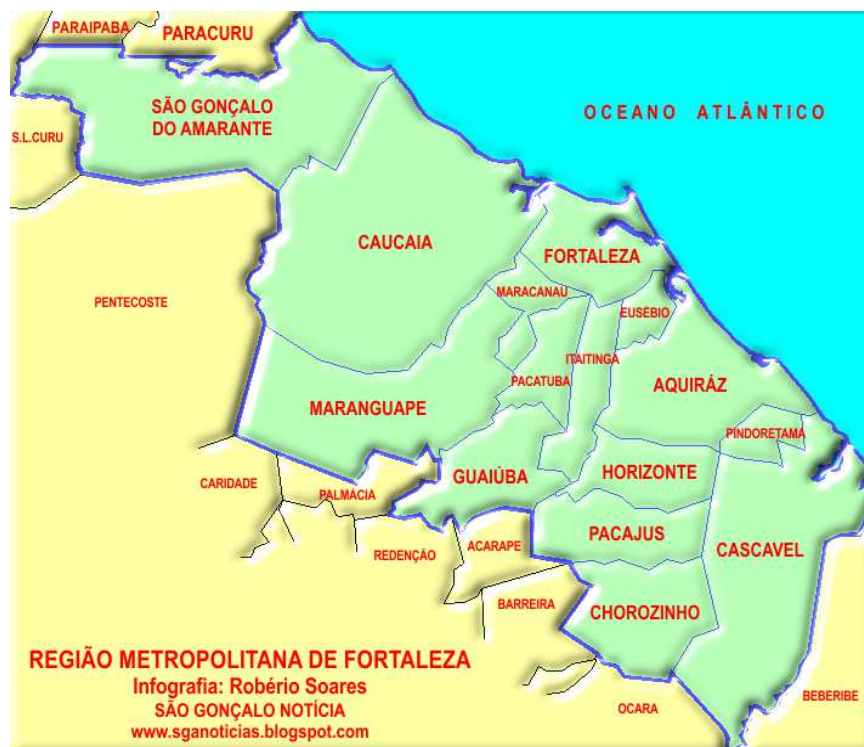 PARAIPABA
PARACURU
SÃO GONÇALO
DO AMARANTE
OCEANO ATLÂNTICO
S.L.CURU
CAUCAIA
FORTALEZA
MARACANAÚ
PENTECOSTE
EUSÉBIO
ITAITINGA
PACATUBA
AQUIRÁZ
MARANGUAPE
PINDORETAMA
GUAIÚBA
HORIZONTE
CARIDADE
PALMÁCIA
PACAJUS
ACARAPE
REDENÇÃO
CASCAVEL
BARREIRA
CHOROZINHO
REGIÃO METROPOLITANA DE FORTALEZA
Infografia: Robério Soares
SÃO GONÇALO NOTÍCIA
www.sganoticias.blogspot.com
OCARA
BEBERIBE